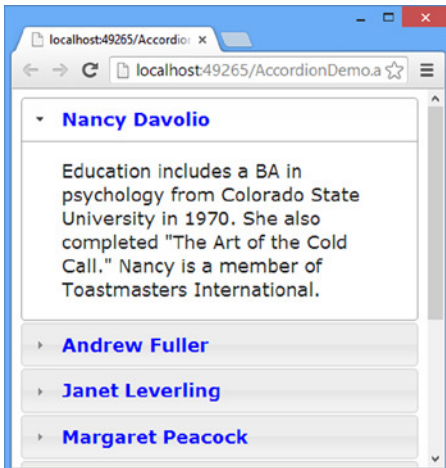 localhost:49265/Accordion
localhost:49265/AccordionDemo.a
Nancy Davolio
Education includes a BA in
psychology from Colorado State
University in 1970. She also
completed "The Art of the Cold
Call." Nancy is a member of
Toastmasters International.
Andrew Fuller
Janet Leverling
Margaret Peacock